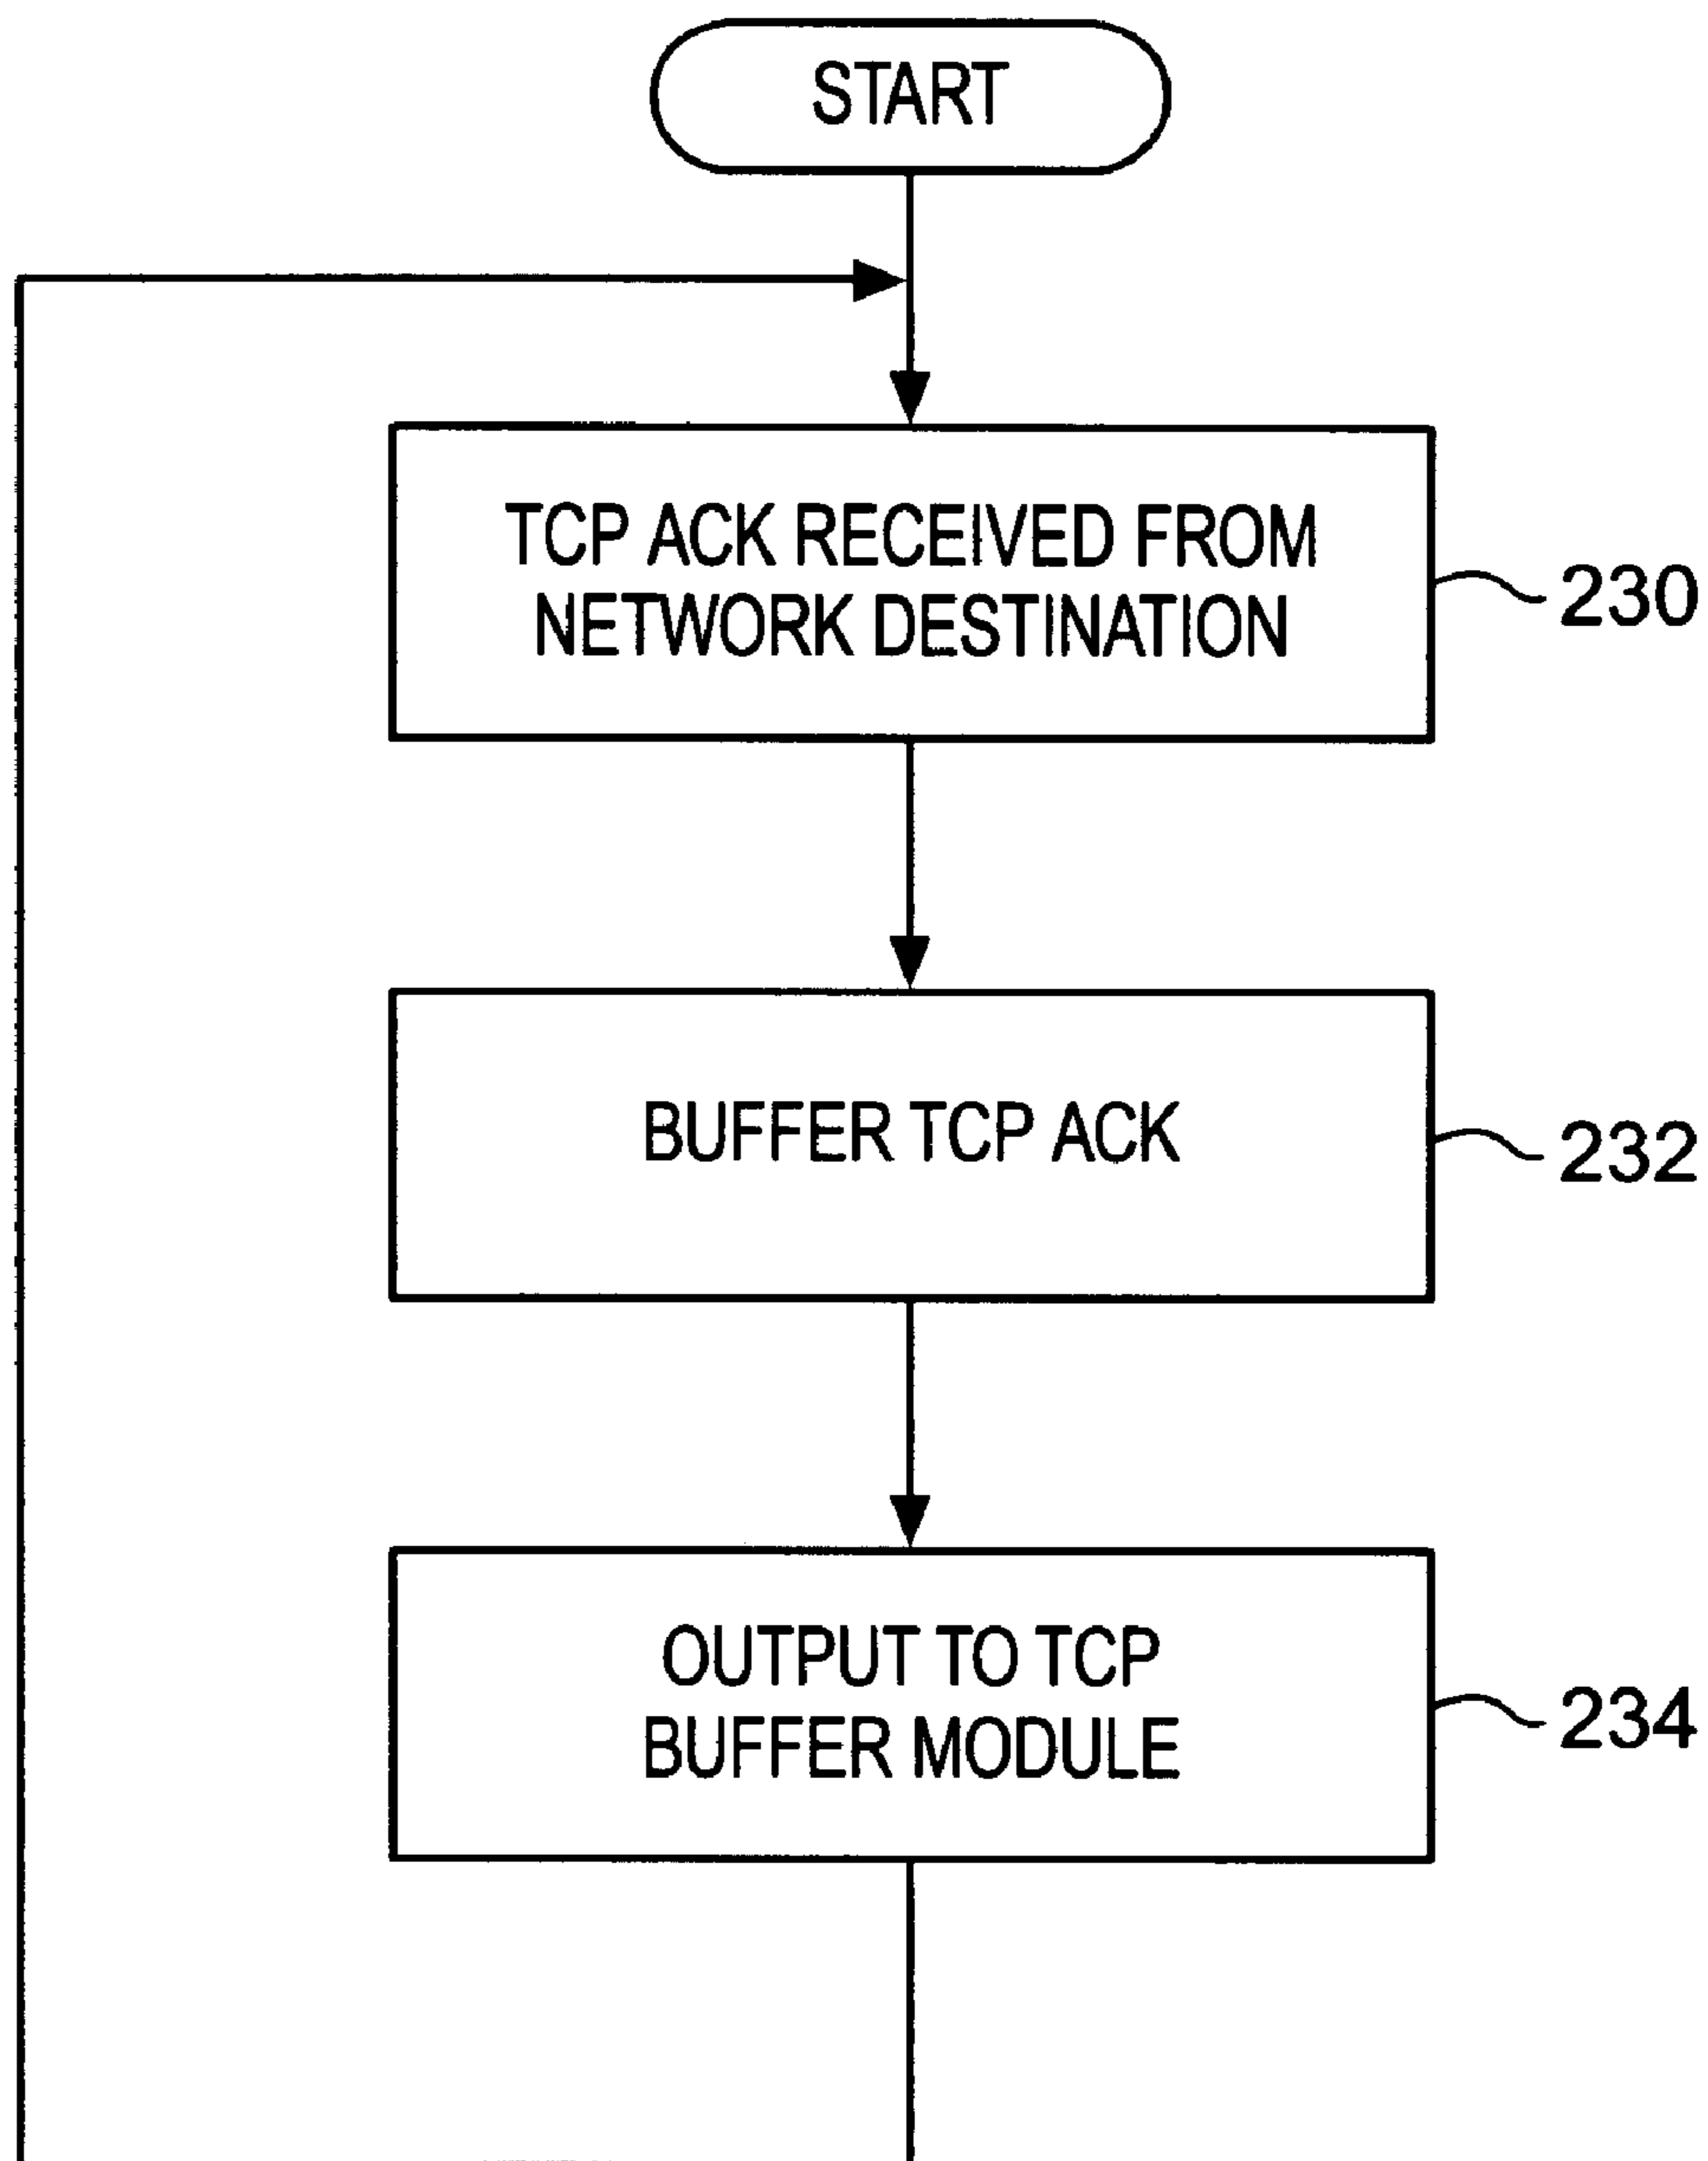 START
TCP ACK RECEIVED FROM
NETWORK DESTINATION
230
BUFFER TCP ACK
232
OUTPUT TO TCP
BUFFER MODULE
234